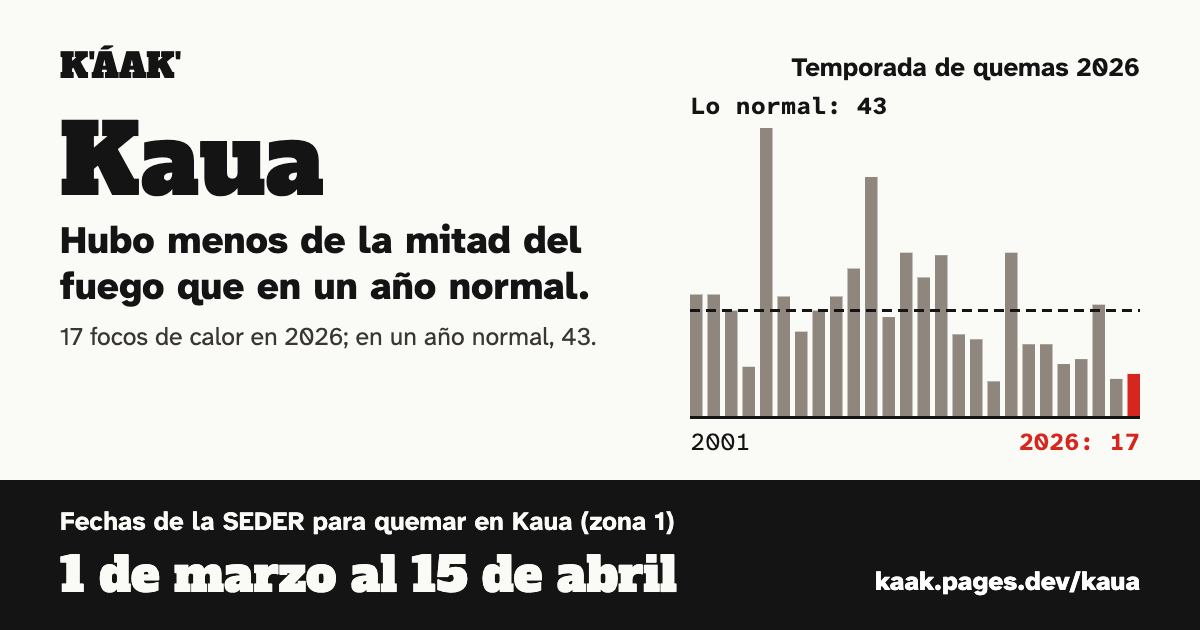 K'ÁAK'
Kaua
Hubo menos de la mitad del
fuego que en un año normal.
17 focos de calor en 2026; en un año normal, 43.
Temporada de quemas 2026
Lo normal: 43
2001
2026: 17
Fechas de la SEDER para quemar en Kaua (zona 1)
1 de marzo al 15 de abril
kaak.pages.dev/kaua